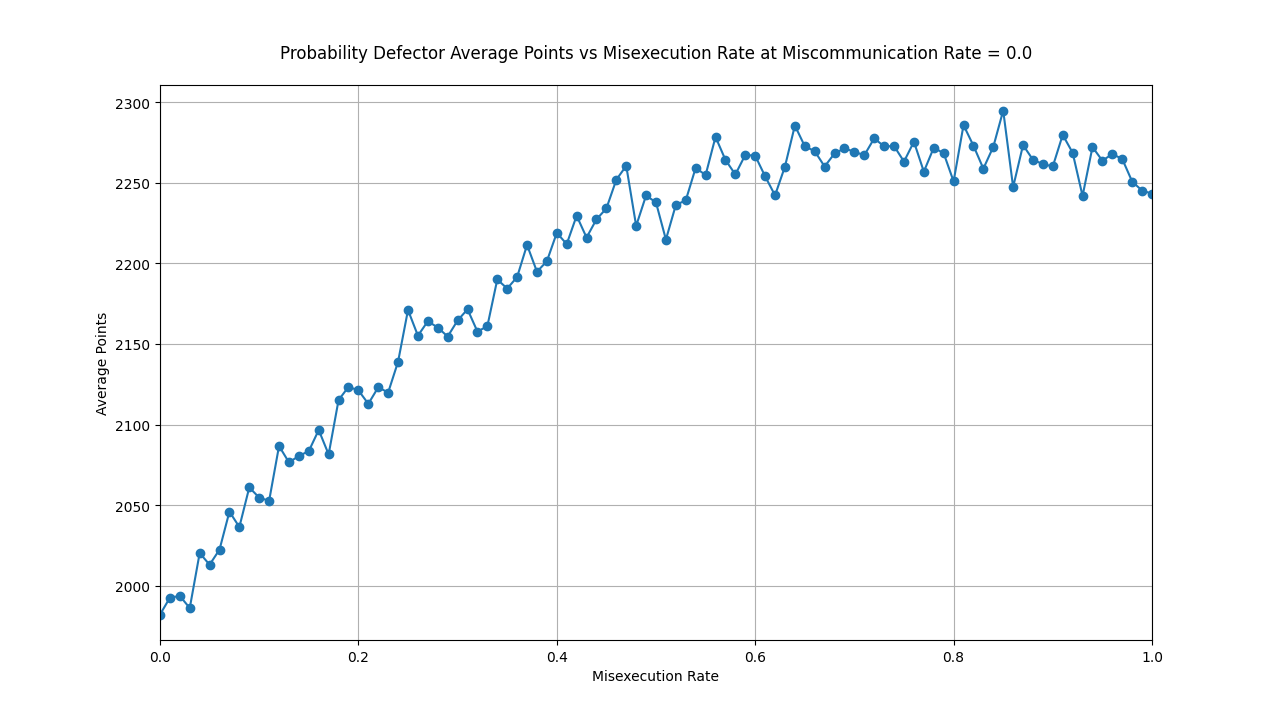 Probability Defector Average Points vs Misexecution Rate at Miscommunication Rate = 0.0
2300
2250
2200
2150
2100
2050
2000
Average Points
0.0 0.2 0.4 0.6 0.8 1.0
Misexecution Rate